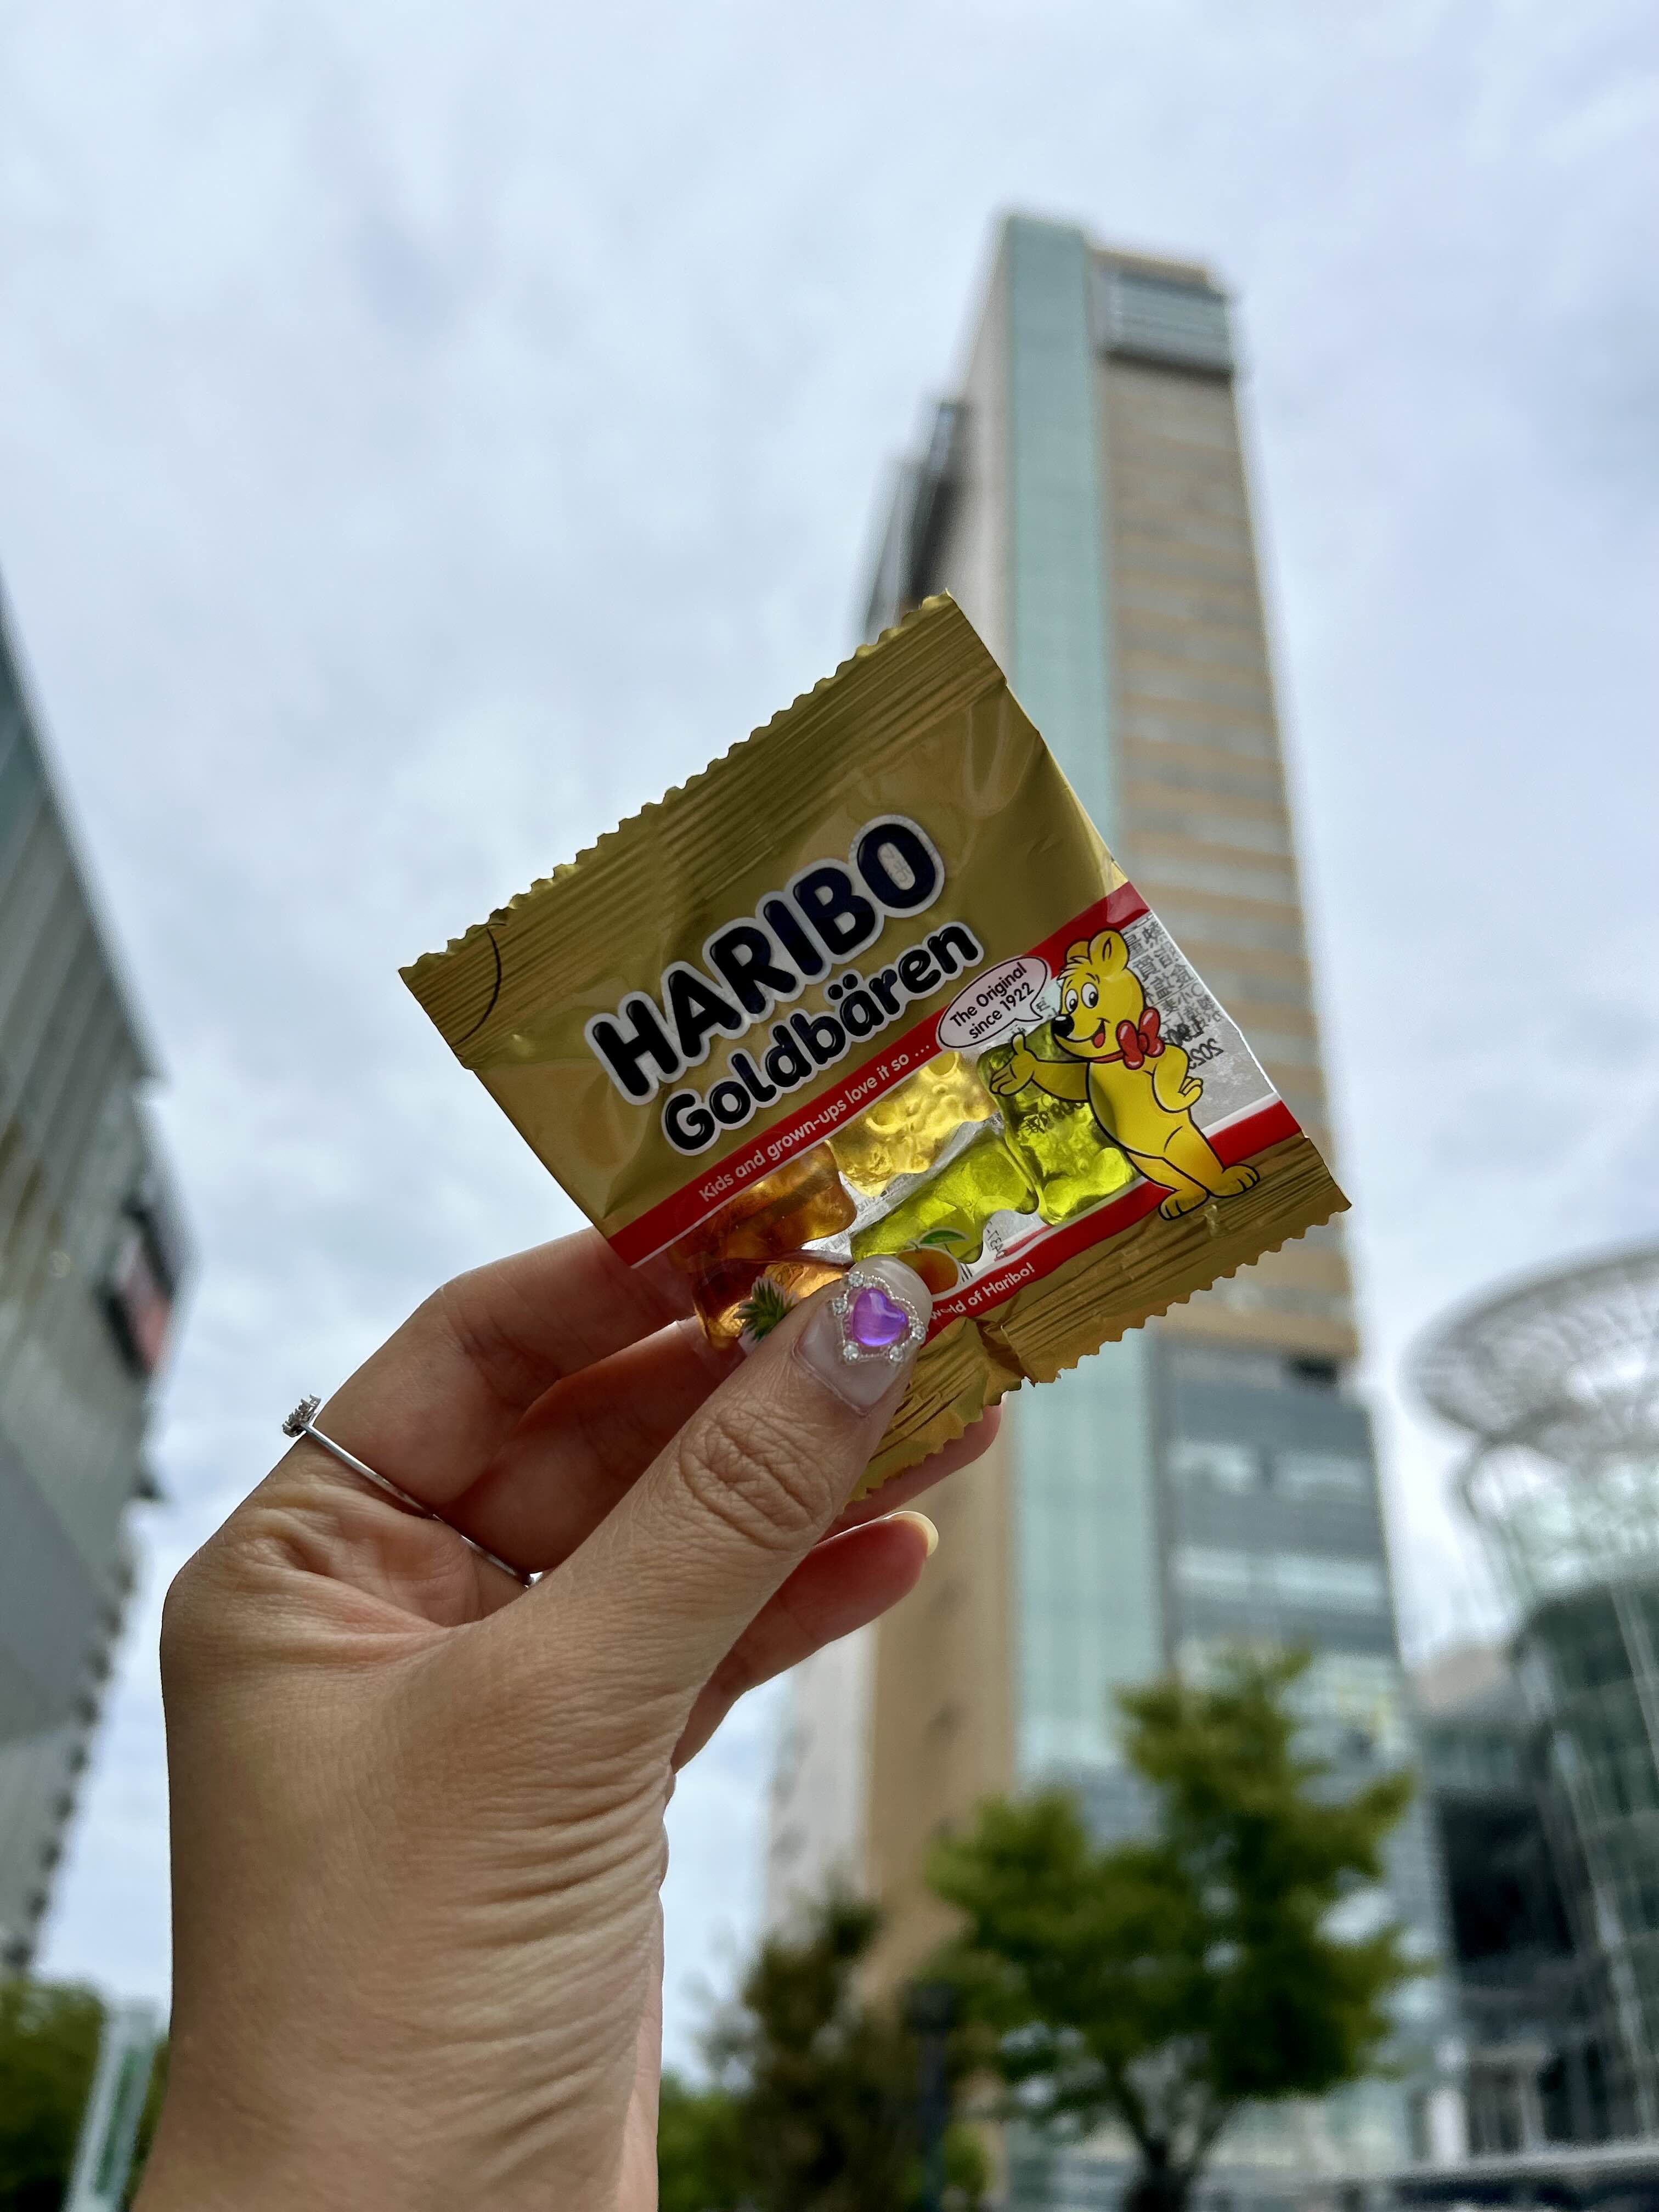 HARIBO
Goldbären
Kids and grown-ups love it so ...
The Original
since 1922
world of Haribo!